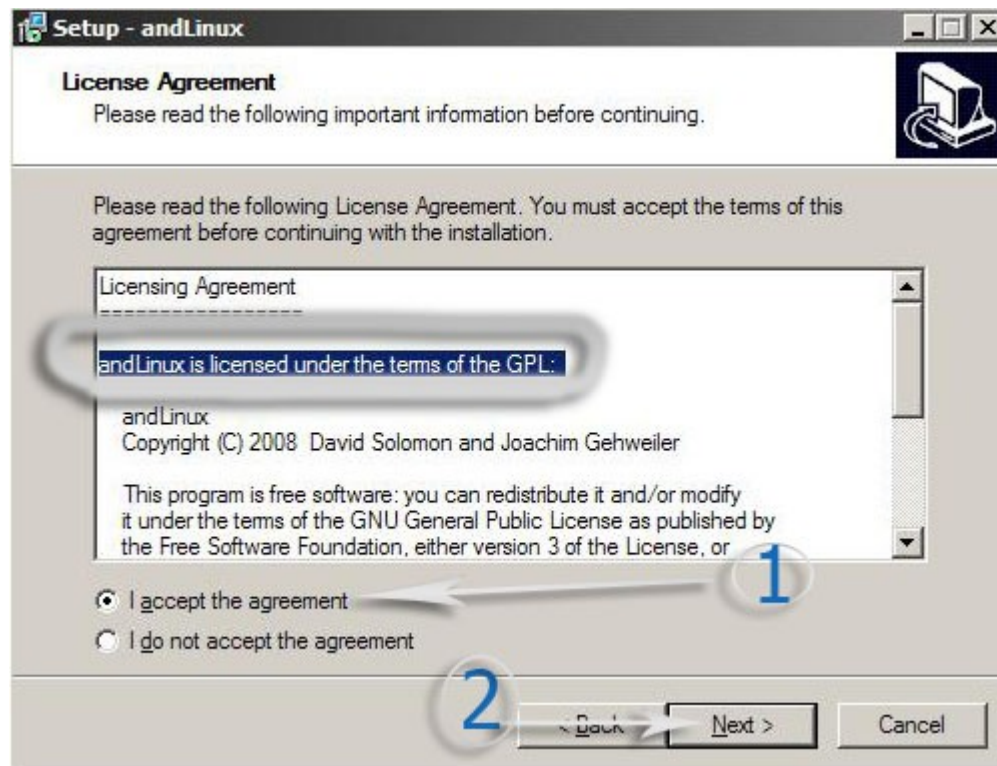 Setup - andLinux
License Agreement
Please read the following important information before continuing.
Please read the following License Agreement. You must accept the terms of this
agreement before continuing with the installation.
Licensing Agreement
-----------------
andLinux is licensed under the terms of the GPL:
andLinux
Copyright (C) 2008 David Solomon and Joachim Gehweiler
This program is free software: you can redistribute it and/or modify
it under the terms of the GNU General Public License as published by
the Free Software Foundation, either version 3 of the License, or
1
I accept the agreement
I do not accept the agreement
2
< Back
Next >
Cancel